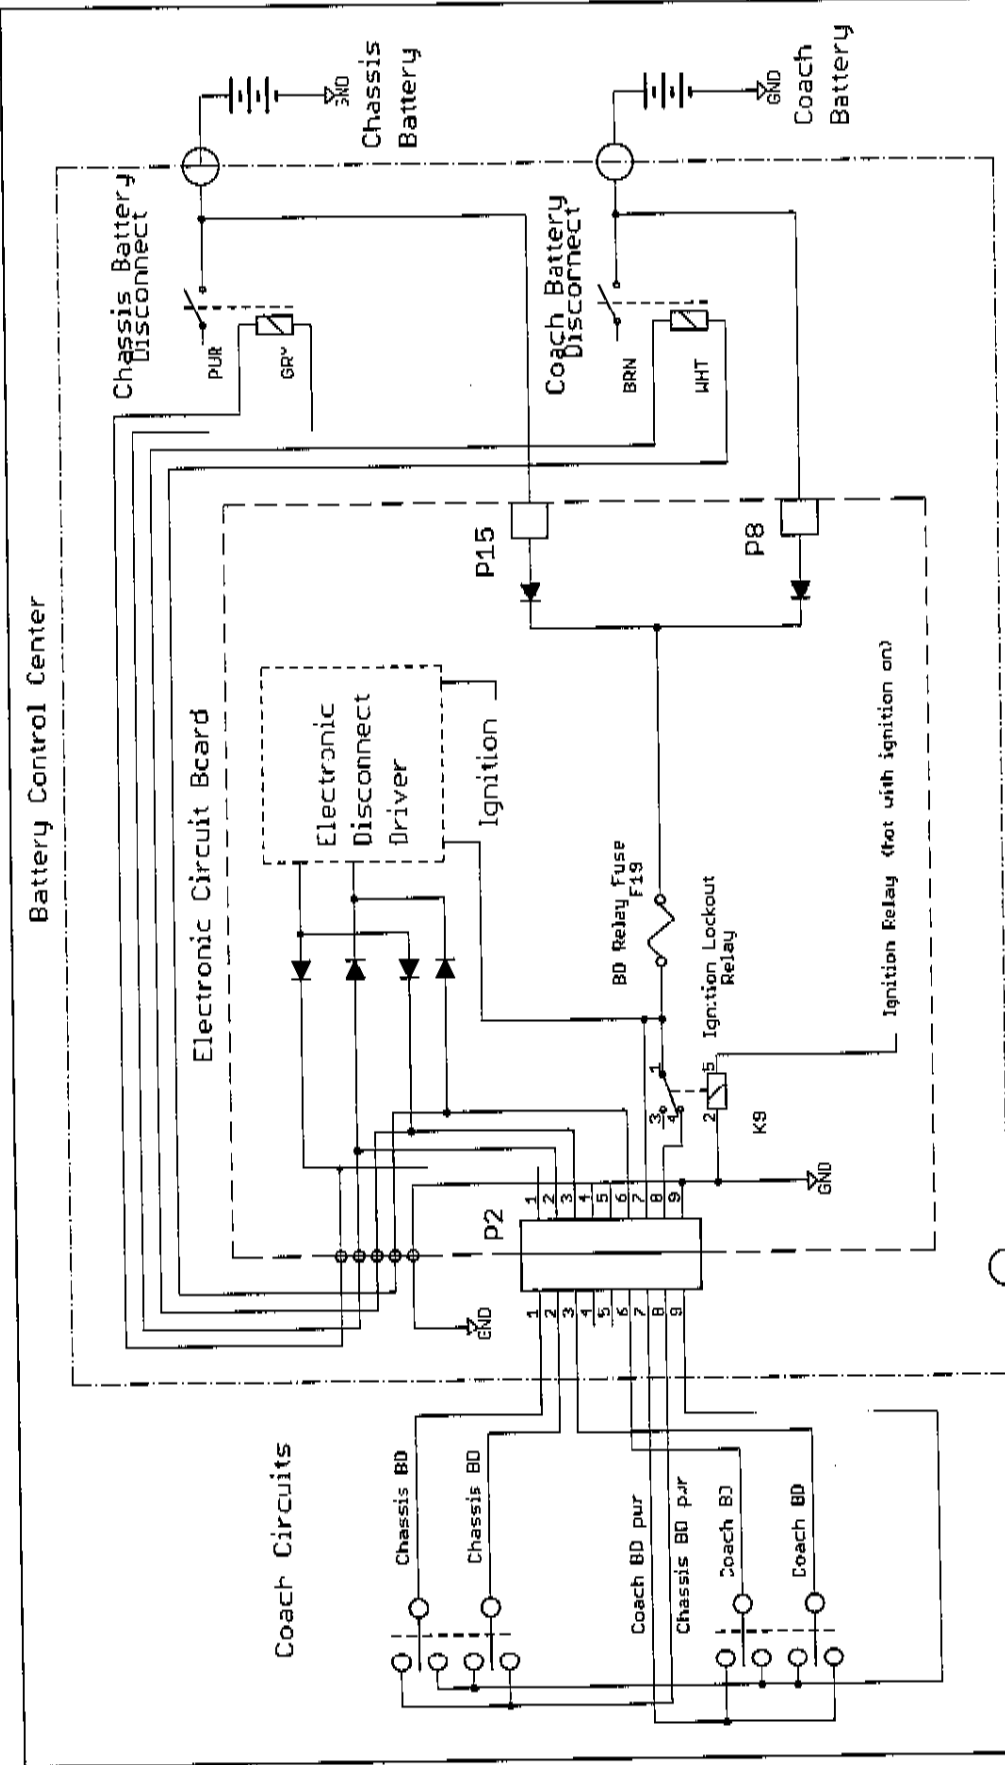 Battery Control Center
Chassis Battery
Disconnect
Chassis
Battery
GND
PUR
GRY
Coach Battery
Disconnect
Coach
Battery
GND
BRN
WHT
Electronic Circuit Board
P15
P8
Electronic
Disconnect
Driver
Ignition
BD Relay Fuse
F19
Ignition Lockout
Relay
Ignition Relay (hot with ignition on)
1
5
3
4
2
K9
GND
P2
1
2
3
4
5
6
7
8
9
1
2
3
4
5
6
7
8
9
GND
Coach Circuits
Chassis BD
Chassis BD
Coach BD pur
Chassis BD pur
Coach BD
Coach BD